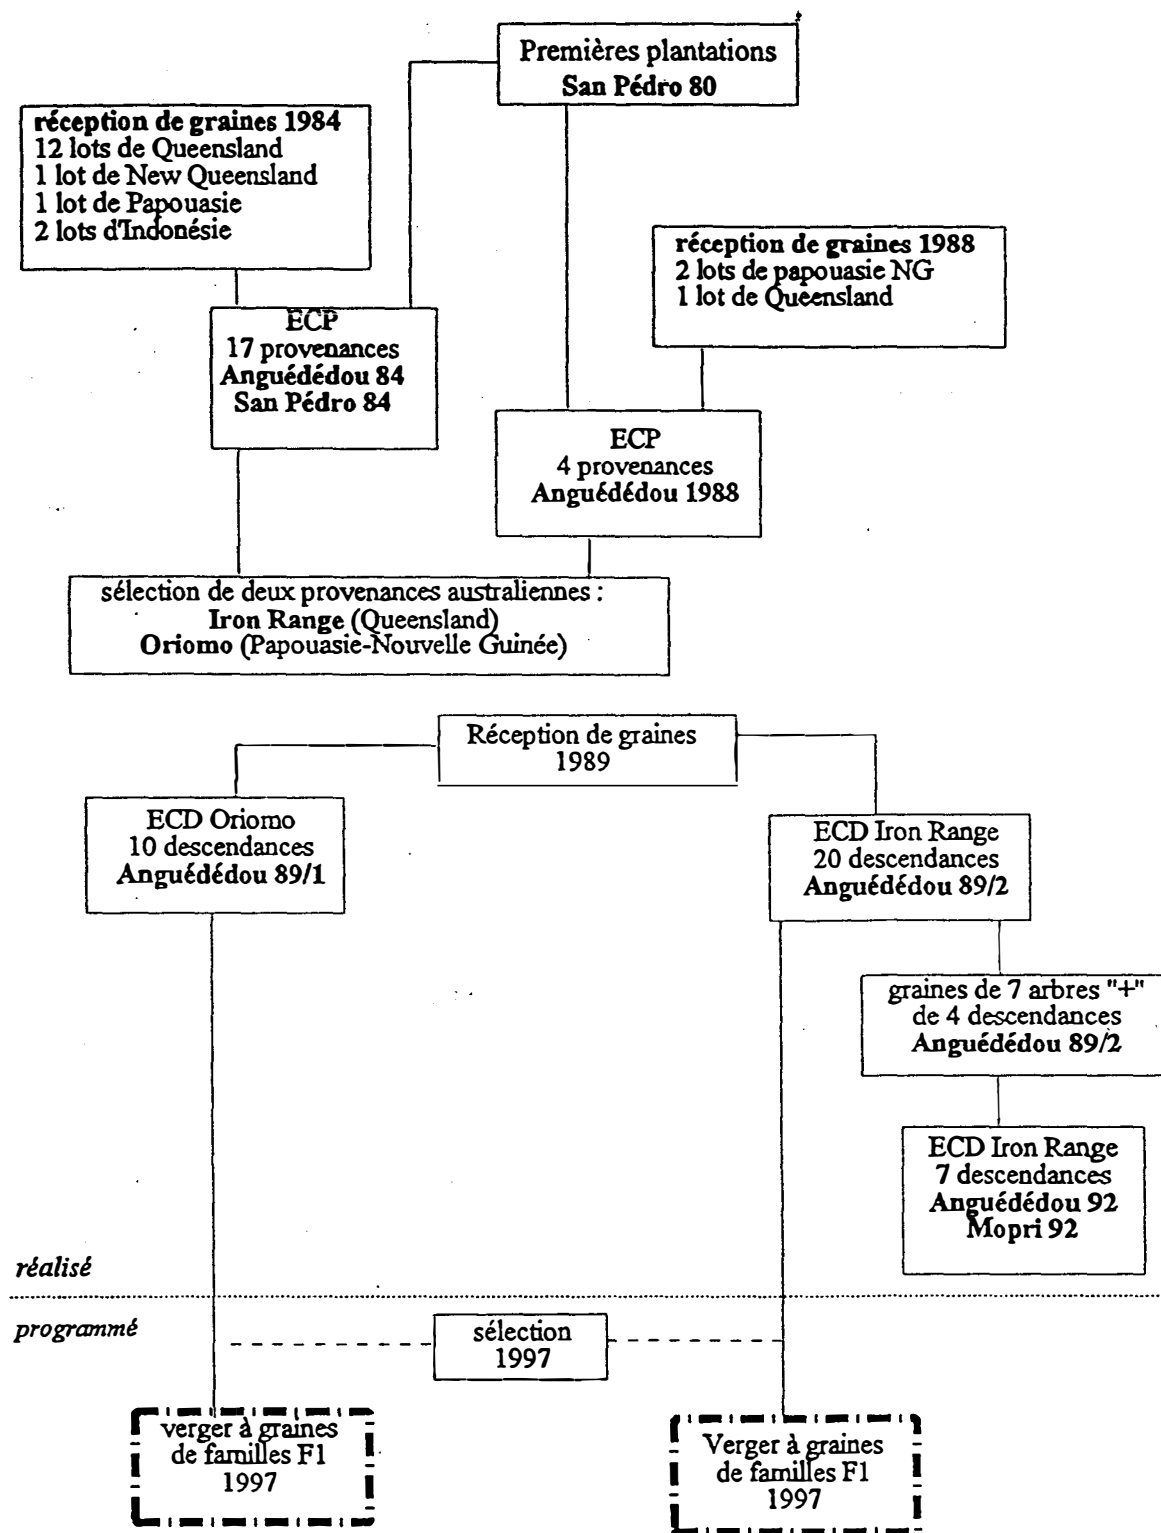 Premières plantations
San Pédro 80
réception de graines 1984
12 lots de Queensland
1 lot de New Queensland
1 lot de Papouasie
2 lots d'Indonésie
réception de graines 1988
2 lots de papouasie NG
1 lot de Queensland
ECP
17 provenances
Anguédédou 84
San Pédro 84
ECP
4 provenances
Anguédédou 1988
sélection de deux provenances australiennes :
Iron Range (Queensland)
Oriomo (Papouasie-Nouvelle Guinée)
Réception de graines
1989
ECD Oriomo
10 descendances
Anguédédou 89/1
ECD Iron Range
20 descendances
Anguédédou 89/2
graines de 7 arbres "+"
de 4 descendances
Anguédédou 89/2
ECD Iron Range
7 descendances
Anguédédou 92
Mopri 92
réalisé
programmé
sélection
1997
verger à graines
de familles F1
1997
Verger à graines
de familles F1
1997